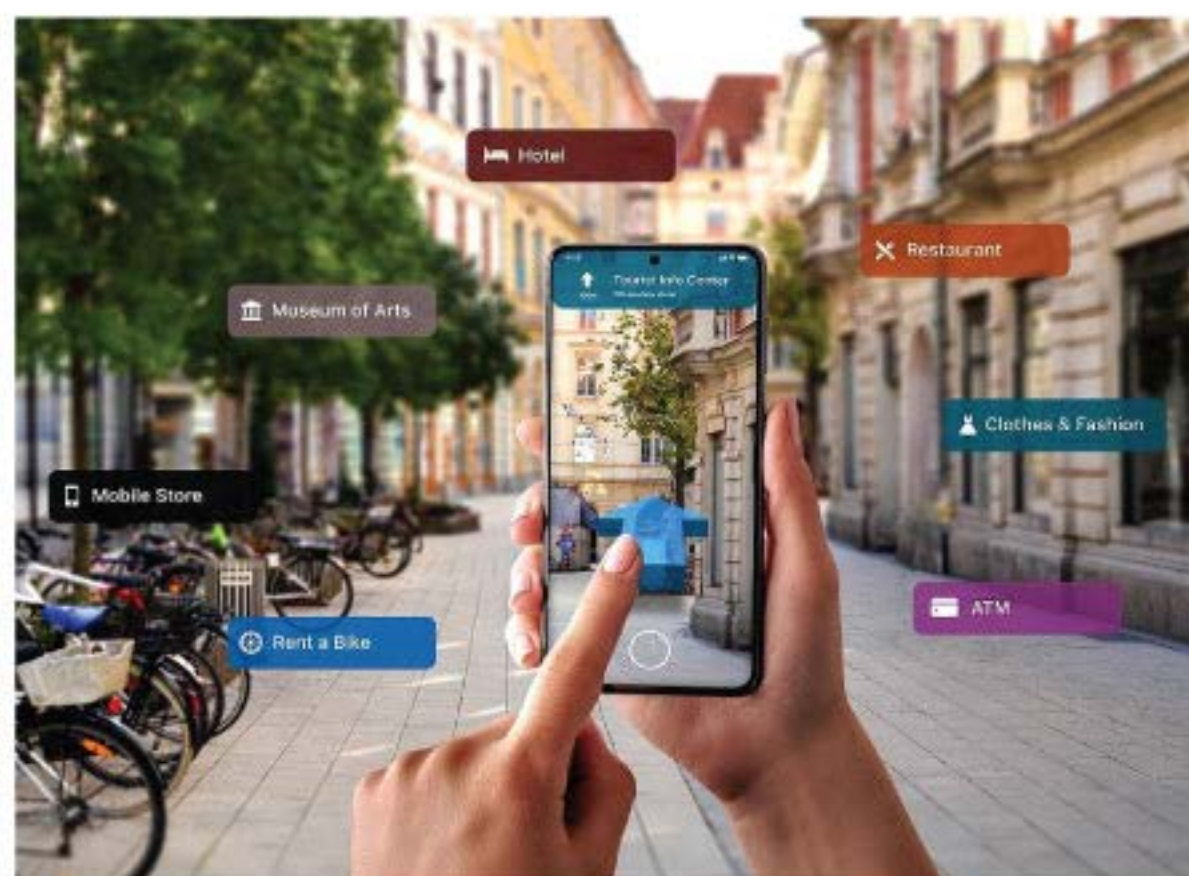 Hotel
Tourist Info Center
Restaurant
Museum of Arts
Clothes & Fashion
Mobile Store
ATM
Rent a Bike